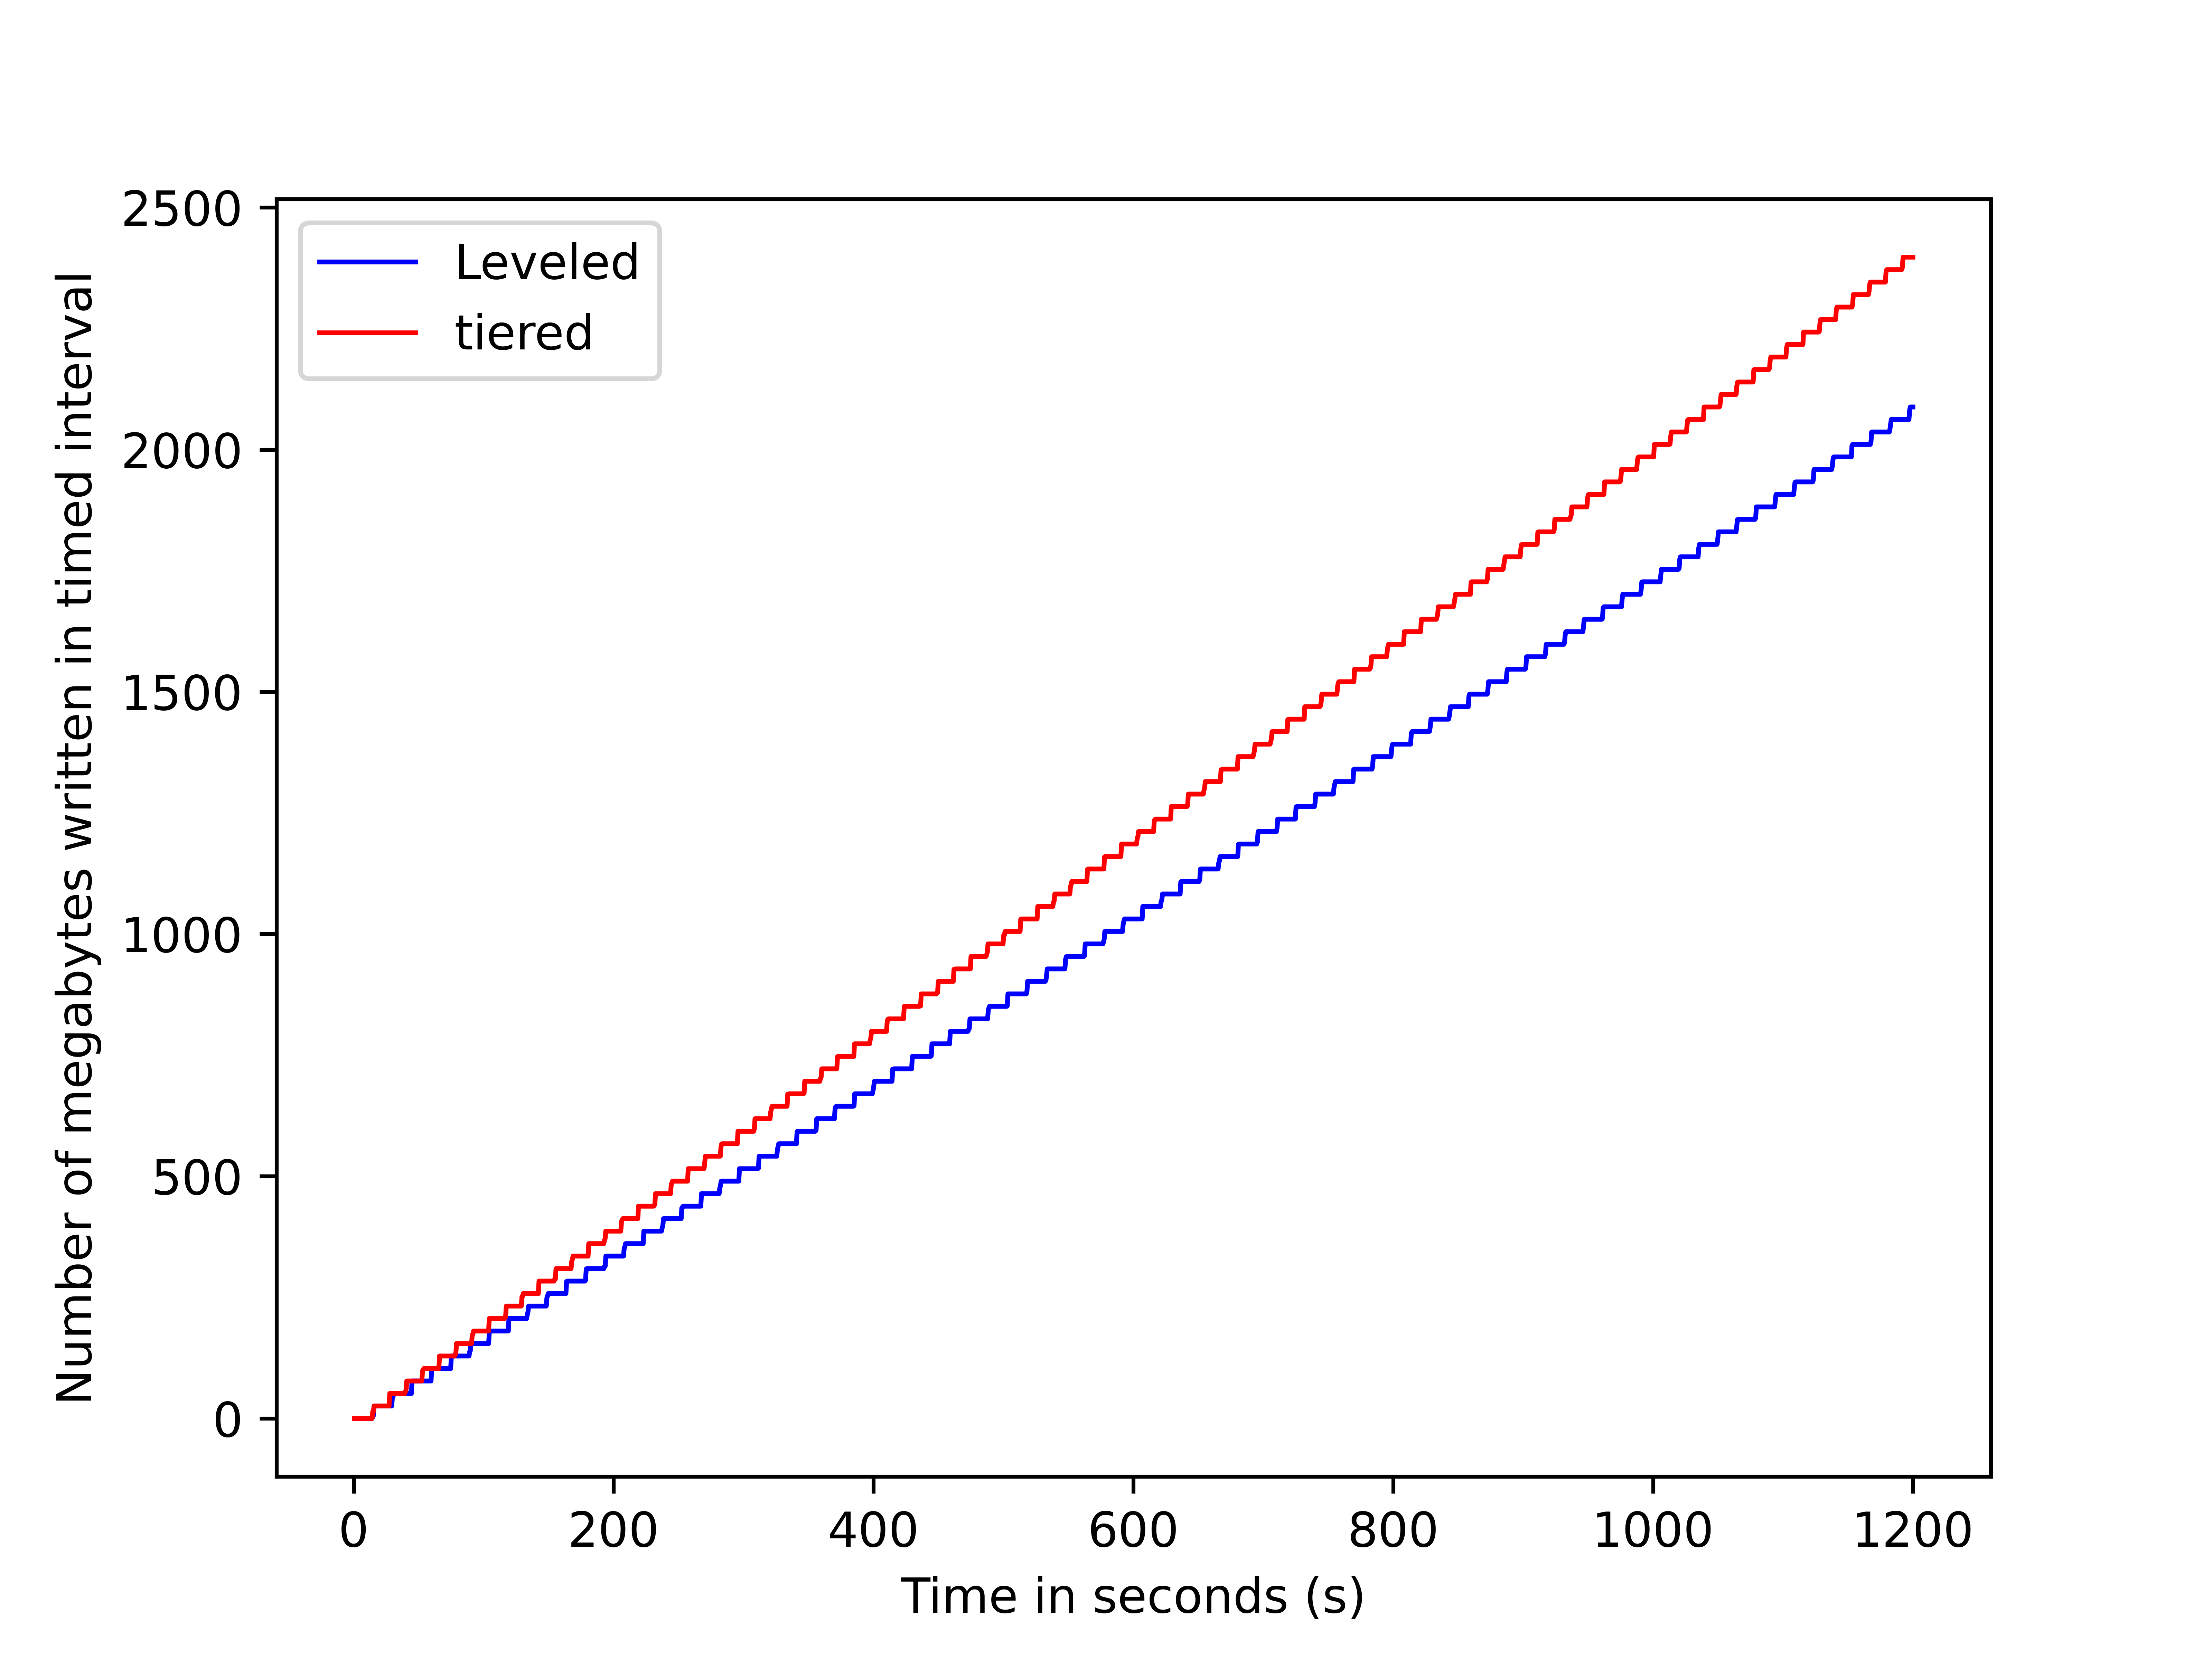 2500
2000
1500
1000
500
0
Number of megabytes written in timed interval
Leveled
tiered
0 200 400 600 800 1000 1200
Time in seconds (s)